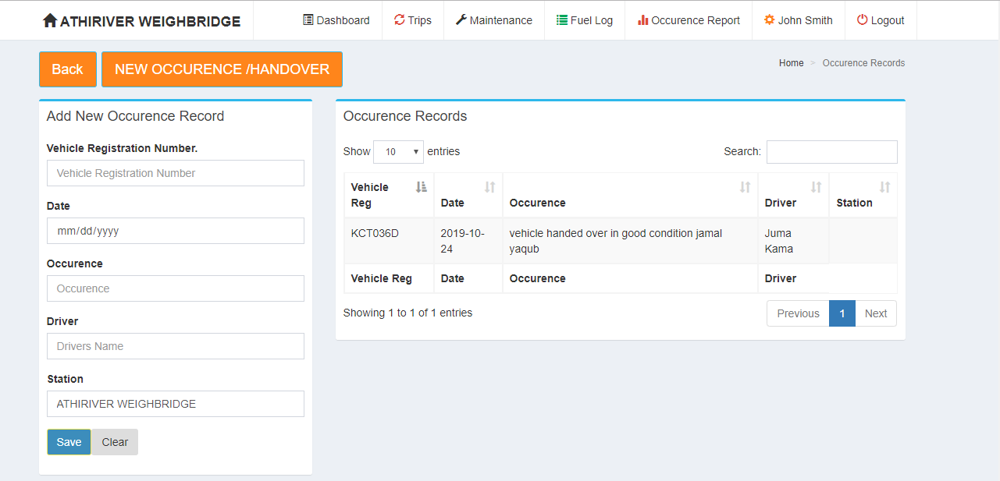 ATHIRIVER WEIGHBRIDGE Dashboard Trips Maintenance Fuel Log Occurence Report John Smith Logout
Back NEW OCCURENCE /HANDOVER Home > Occurence Records
Add New Occurence Record
Vehicle Registration Number.
Vehicle Registration Number
Date
mm/dd/yyyy
Occurence
Occurence
Driver
Drivers Name
Station
ATHIRIVER WEIGHBRIDGE
Save Clear
Occurence Records
Show 10 entries Search:
Vehicle
Reg Date Occurence Driver Station
KCT036D 2019-10- vehicle handed over in good condition jamal Juma
24 yaqub Kama
Vehicle Reg Date Occurence Driver
Showing 1 to 1 of 1 entries Previous 1 Next